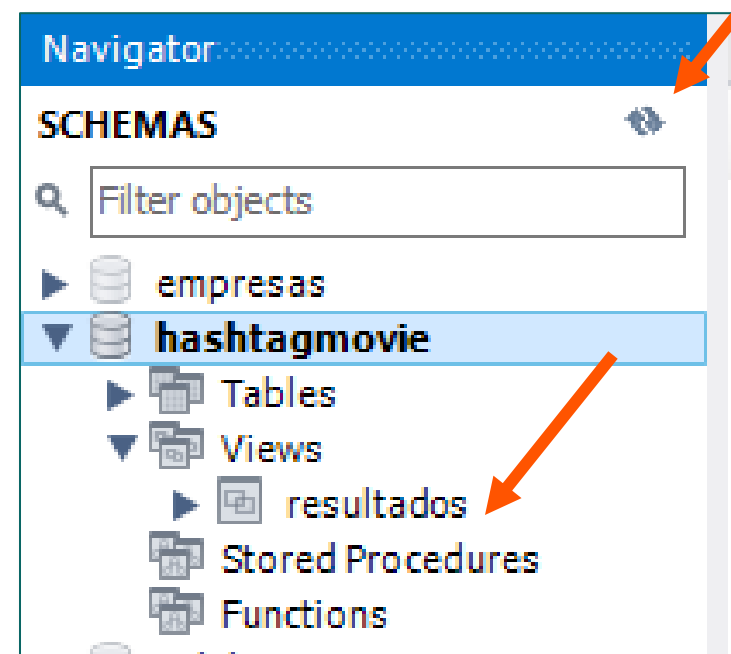 Navigator
SCHEMAS
Filter objects
empresas
hashtagmovie
Tables
Views
resultados
Stored Procedures
Functions